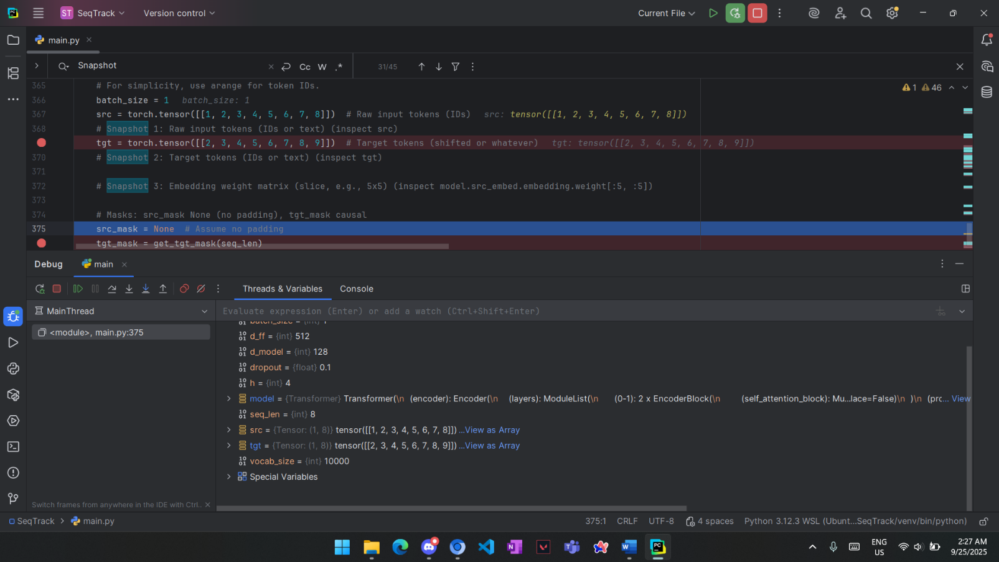 ST SeqTrack Version control Current File
main.py
Snapshot Cc W .* 31/45
365 # For simplicity, use arange for token IDs.
366 batch_size = 1 batch_size: 1
367 src = torch.tensor([[1, 2, 3, 4, 5, 6, 7, 8]]) # Raw input tokens (IDs) src: tensor([[1, 2, 3, 4, 5, 6, 7, 8]])
368 # Snapshot 1: Raw input tokens (IDs or text) (inspect src)
tgt = torch.tensor([[2, 3, 4, 5, 6, 7, 8, 9]]) # Target tokens (shifted or whatever) tgt: tensor([[2, 3, 4, 5, 6, 7, 8, 9]])
370 # Snapshot 2: Target tokens (IDs or text) (inspect tgt)
371
372 # Snapshot 3: Embedding weight matrix (slice, e.g., 5x5) (inspect model.src_embed.embedding.weight[:5, :5])
373
374 # Masks: src_mask None (no padding), tgt_mask causal
375 src_mask = None # Assume no padding
tgt_mask = get_tgt_mask(seq_len)
1 46
Debug main
Threads & Variables Console
MainThread
<module>, main.py:375
Evaluate expression (Enter) or add a watch (Ctrl+Shift+Enter)
batch_size = {int} 1
d_ff = {int} 512
d_model = {int} 128
dropout = {float} 0.1
h = {int} 4
model = {Transformer} Transformer(\n (encoder): Encoder(\n (layers): ModuleList(\n (0-1): 2 x EncoderBlock(\n (self_attention_block): Mu...lace=False)\n )\n (prc... View
seq_len = {int} 8
src = {Tensor: (1, 8)} tensor([[1, 2, 3, 4, 5, 6, 7, 8]]) ...View as Array
tgt = {Tensor: (1, 8)} tensor([[2, 3, 4, 5, 6, 7, 8, 9]]) ...View as Array
vocab_size = {int} 10000
Special Variables
Switch frames from anywhere in the IDE with Ctrl..
SeqTrack > main.py 375:1 CRLF UTF-8 4 spaces Python 3.12.3 WSL (Ubunt...SeqTrack/venv/bin/python)
ENG
US
2:27 AM
9/25/2025